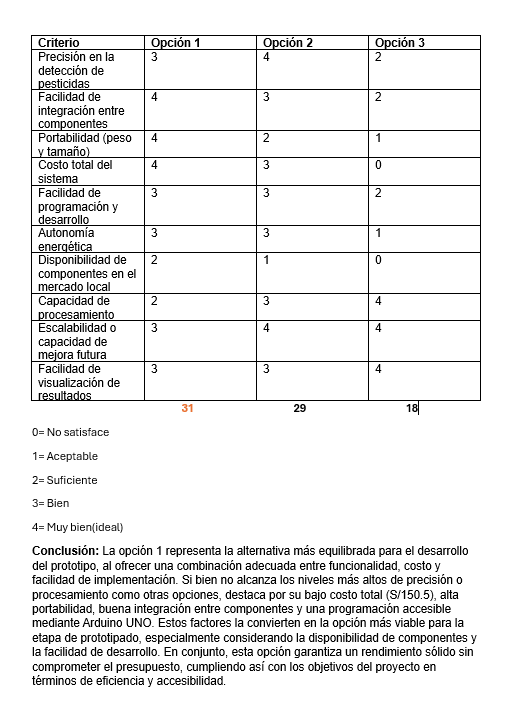 Criterio Opción 1 Opción 2 Opción 3
Precisión en la 3 4 2
detección de
pesticidas
Facilidad de 4 3 2
integración entre
componentes
Portabilidad (peso 4 2 1
y tamaño)
Costo total del 4 3 0
sistema
Facilidad de 3 3 2
programación y
desarrollo
Autonomía 3 3 1
energética
Disponibilidad de 2 1 0
componentes en el
mercado local
Capacidad de 2 3 4
procesamiento
Escalabilidad o 3 4 4
capacidad de
mejora futura
Facilidad de 3 3 4
visualización de
resultados
31 29 18
0= No satisface
1= Aceptable
2= Suficiente
3= Bien
4= Muy bien(ideal)
Conclusión: La opción 1 representa la alternativa más equilibrada para el desarrollo
del prototipo, al ofrecer una combinación adecuada entre funcionalidad, costo y
facilidad de implementación. Si bien no alcanza los niveles más altos de precisión o
procesamiento como otras opciones, destaca por su bajo costo total (S/150.5), alta
portabilidad, buena integración entre componentes y una programación accesible
mediante Arduino UNO. Estos factores la convierten en la opción más viable para la
etapa de prototipado, especialmente considerando la disponibilidad de componentes y
la facilidad de desarrollo. En conjunto, esta opción garantiza un rendimiento sólido sin
comprometer el presupuesto, cumpliendo así con los objetivos del proyecto en
términos de eficiencia y accesibilidad.